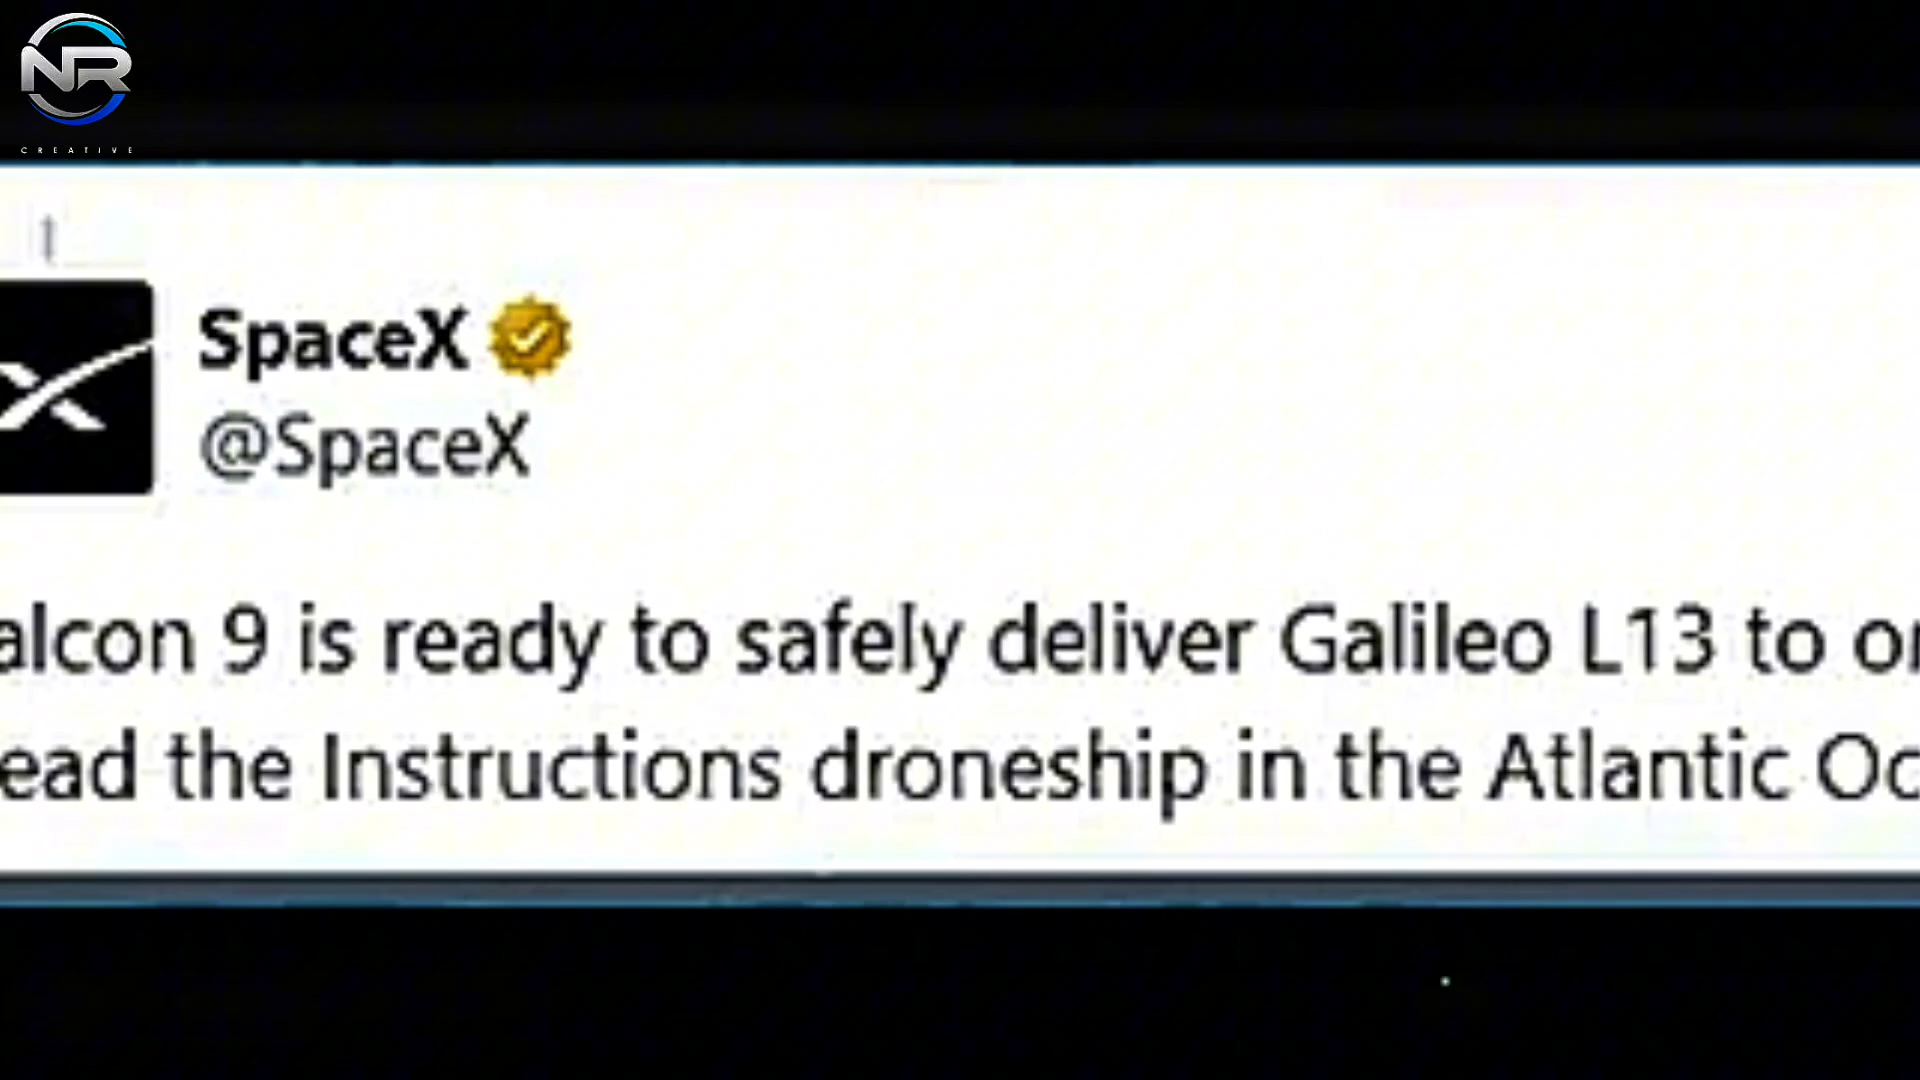 NR
CREATIVE
t
SpaceX
@SpaceX
alcon 9 is ready to safely deliver Galileo L13 to or
ead the Instructions droneship in the Atlantic Oc